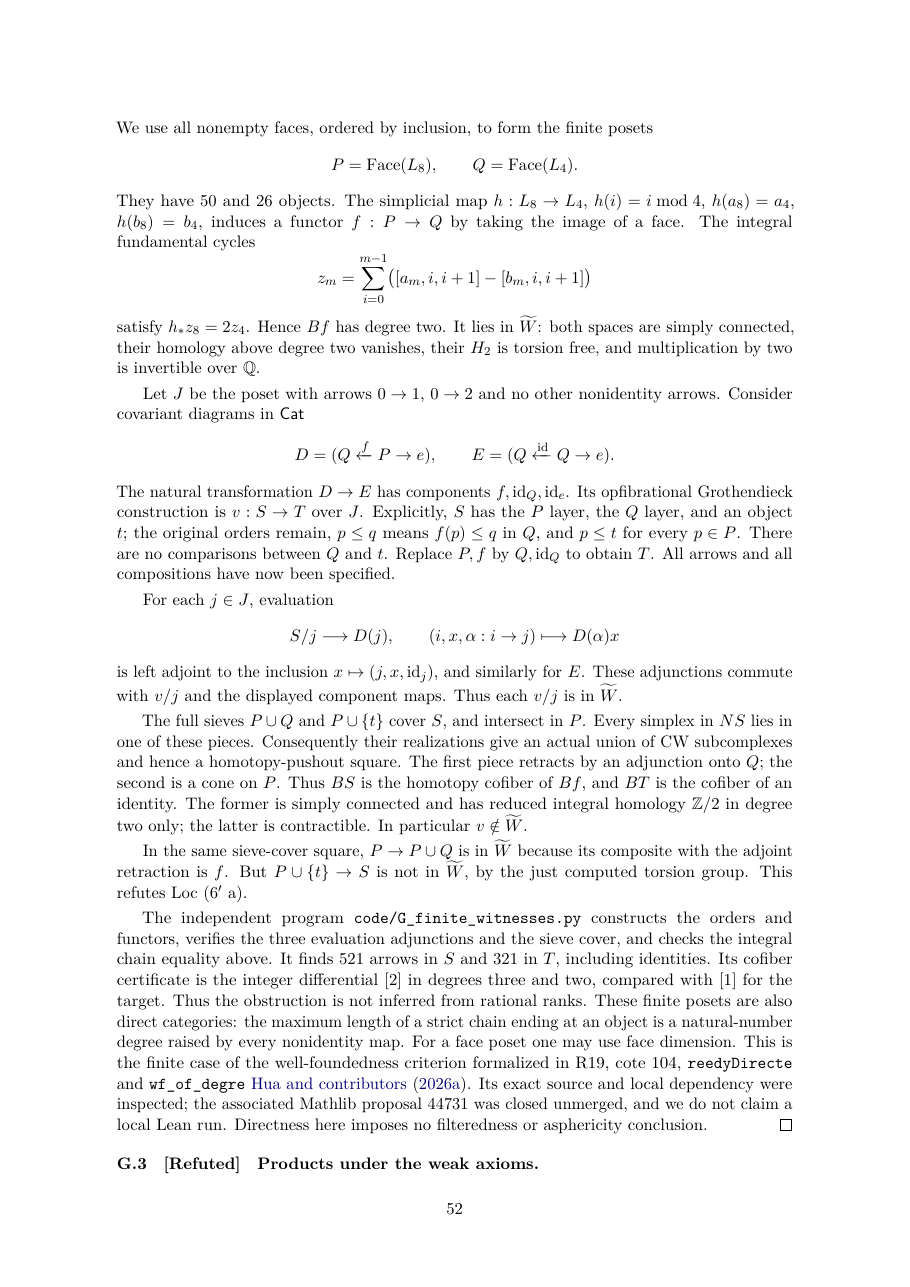 We use all nonempty faces, ordered by inclusion, to form the finite posets
P = Face(L₈), Q = Face(L₄).
They have 50 and 26 objects. The simplicial map h : L₈ → L₄, h(i) = i mod 4, h(a₈) = a₄,
h(b₈) = b₄, induces a functor f : P → Q by taking the image of a face. The integral
fundamental cycles
zₘ = ∑_{i=0}^{m−1} ([aₘ, i, i + 1] − [bₘ, i, i + 1])
satisfy h∗z₈ = 2z₄. Hence Bf has degree two. It lies in W̃: both spaces are simply connected,
their homology above degree two vanishes, their H₂ is torsion free, and multiplication by two
is invertible over ℚ.
Let J be the poset with arrows 0 → 1, 0 → 2 and no other nonidentity arrows. Consider
covariant diagrams in Cat
D = (Q ←^f P → e), E = (Q ←^id Q → e).
The natural transformation D → E has components f, id_Q, id_e. Its opfibrational Grothendieck
construction is v : S → T over J. Explicitly, S has the P layer, the Q layer, and an object
t; the original orders remain, p ≤ q means f(p) ≤ q in Q, and p ≤ t for every p ∈ P. There
are no comparisons between Q and t. Replace P, f by Q, id_Q to obtain T. All arrows and all
compositions have now been specified.
For each j ∈ J, evaluation
S/j ⟶ D(j), (i, x, α : i → j) ⟼ D(α)x
is left adjoint to the inclusion x ↦ (j, x, id_j), and similarly for E. These adjunctions commute
with v/j and the displayed component maps. Thus each v/j is in W̃.
The full sieves P ∪ Q and P ∪ {t} cover S, and intersect in P. Every simplex in NS lies in
one of these pieces. Consequently their realizations give an actual union of CW subcomplexes
and hence a homotopy-pushout square. The first piece retracts by an adjunction onto Q; the
second is a cone on P. Thus BS is the homotopy cofiber of Bf, and BT is the cofiber of an
identity. The former is simply connected and has reduced integral homology ℤ/2 in degree
two only; the latter is contractible. In particular v ∉ W̃.
In the same sieve-cover square, P → P ∪ Q is in W̃ because its composite with the adjoint
retraction is f. But P ∪ {t} → S is not in W̃, by the just computed torsion group. This
refutes Loc (6′ a).
The independent program code/G_finite_witnesses.py constructs the orders and
functors, verifies the three evaluation adjunctions and the sieve cover, and checks the integral
chain equality above. It finds 521 arrows in S and 321 in T, including identities. Its cofiber
certificate is the integer differential [2] in degrees three and two, compared with [1] for the
target. Thus the obstruction is not inferred from rational ranks. These finite posets are also
direct categories: the maximum length of a strict chain ending at an object is a natural-number
degree raised by every nonidentity map. For a face poset one may use face dimension. This is
the finite case of the well-foundedness criterion formalized in R19, cote 104, reedyDirecte
and wf_of_degre Hua and contributors (2026a). Its exact source and local dependency were
inspected; the associated Mathlib proposal 44731 was closed unmerged, and we do not claim a
local Lean run. Directness here imposes no filteredness or asphericity conclusion. □
G.3 [Refuted] Products under the weak axioms.
52